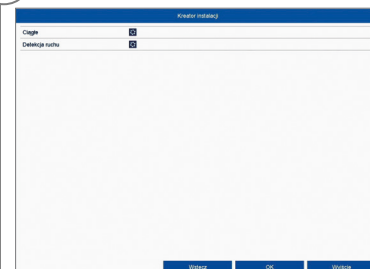 Kreator instalacji
Ciągłe
Detekcja ruchu
Wstecz OK Wyjście